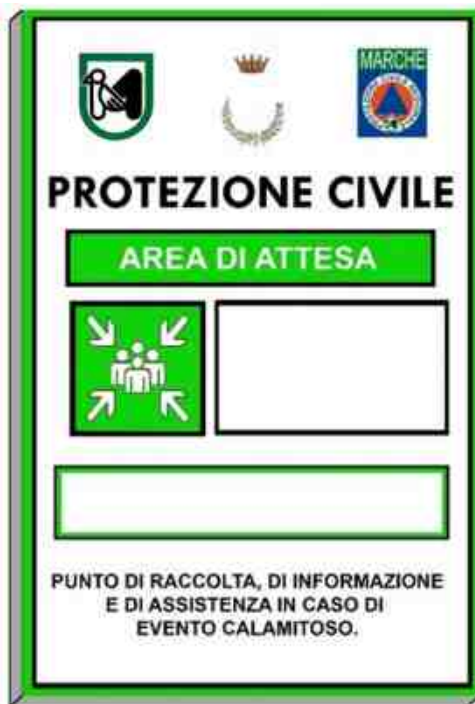 MARCHE
PROTEZIONE CIVILE
AREA DI ATTESA
PUNTO DI RACCOLTA, DI INFORMAZIONE
E DI ASSISTENZA IN CASO DI
EVENTO CALAMITOSO.